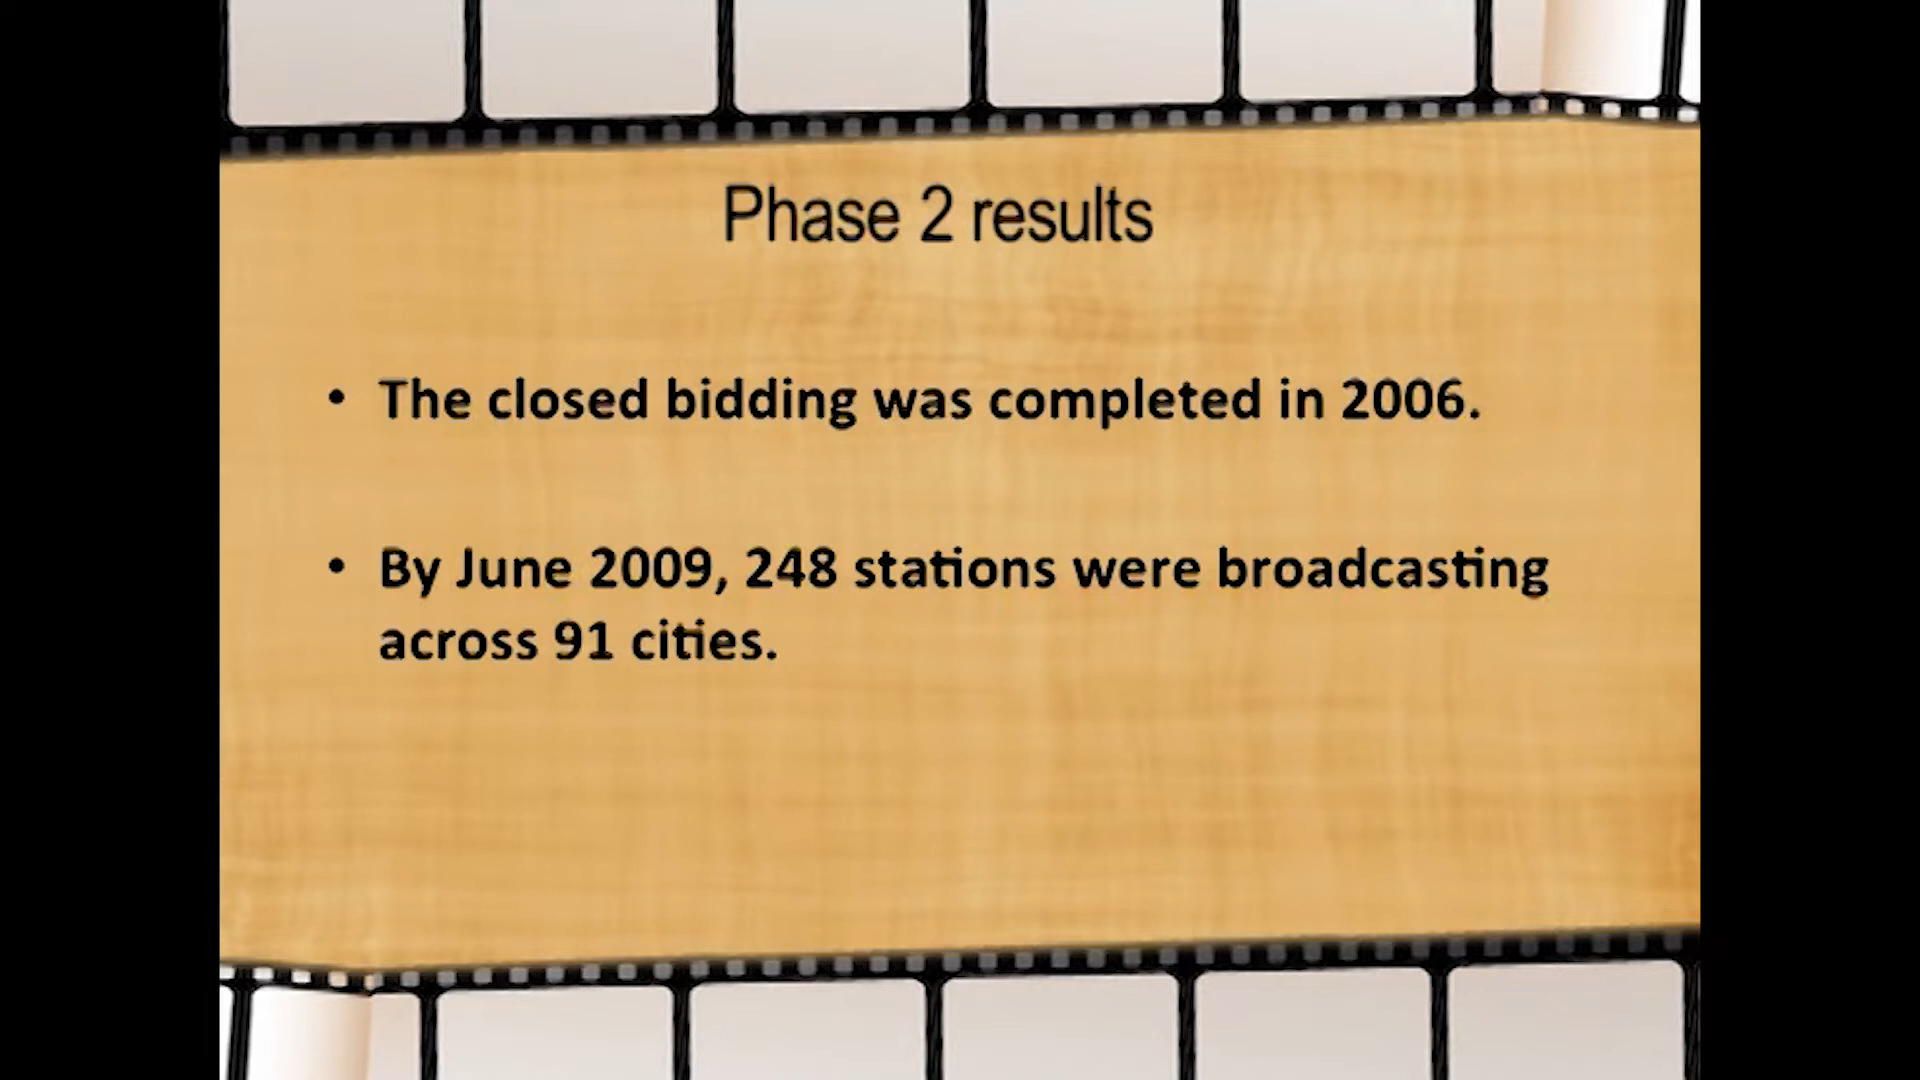 Phase 2 results
• The closed bidding was completed in 2006.
• By June 2009, 248 stations were broadcasting
across 91 cities.